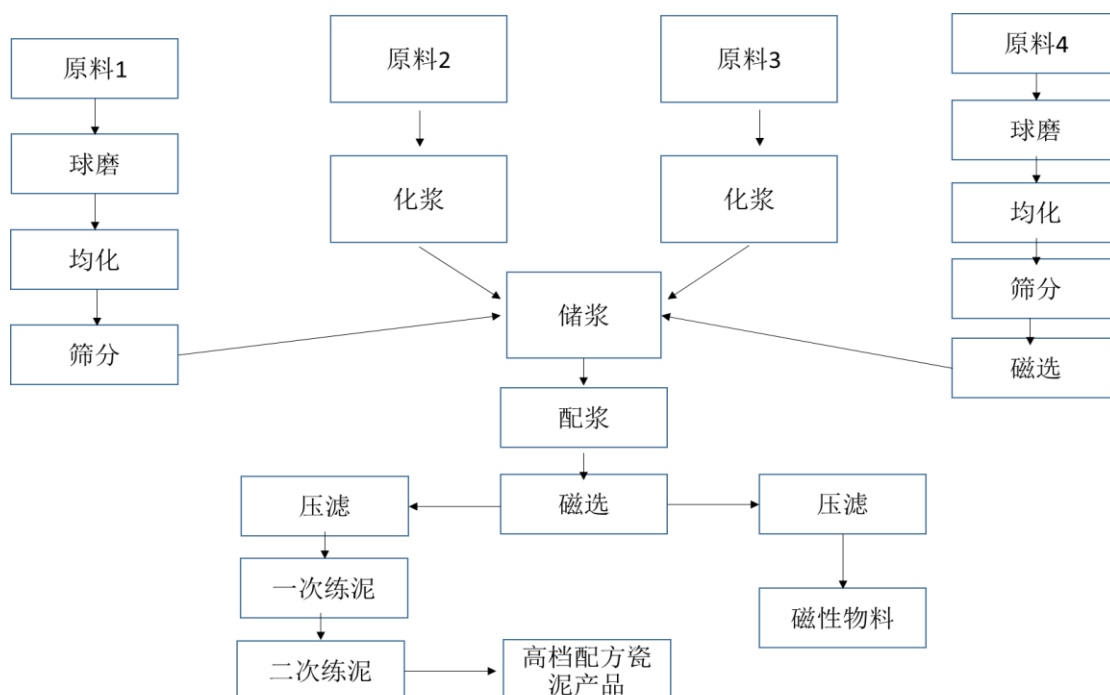 原料1
原料2
原料3
原料4
球磨
化浆
化浆
球磨
均化
均化
筛分
储浆
筛分
磁选
配浆
压滤
磁选
压滤
一次练泥
磁性物料
二次练泥
高档配方瓷
泥产品